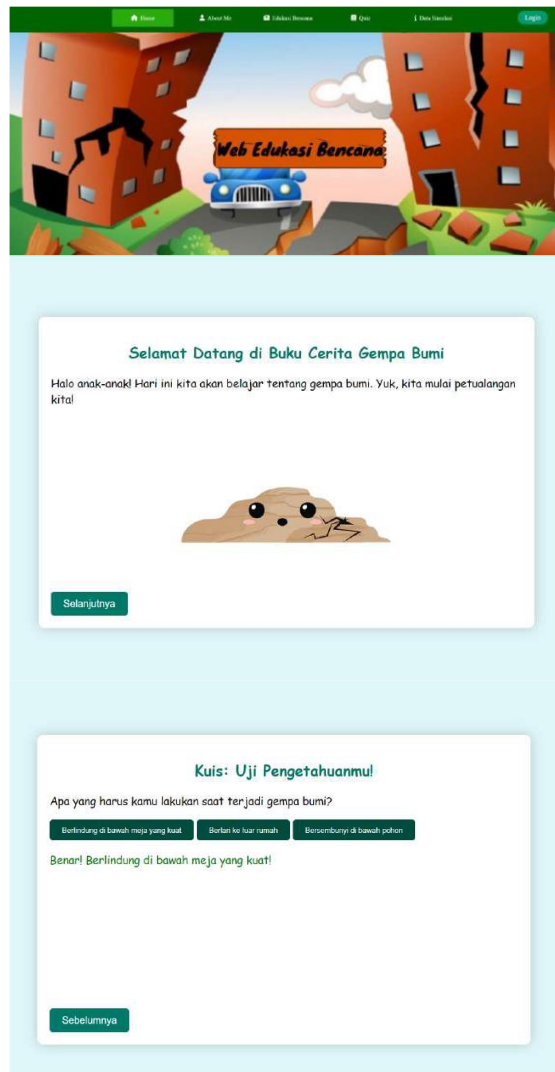 Home About Me Edukasi Bencana Quiz Data Simulasi Login
Web Edukasi Bencana
Selamat Datang di Buku Cerita Gempa Bumi
Halo anak-anak! Hari ini kita akan belajar tentang gempa bumi. Yuk, kita mulai petualangan
kita!
Selanjutnya
Kuis: Uji Pengetahuanmu!
Apa yang harus kamu lakukan saat terjadi gempa bumi?
Berlindung di bawah meja yang kuat Berlari ke luar rumah Bersembunyi di bawah pohon
Benar! Berlindung di bawah meja yang kuat!
Sebelumnya